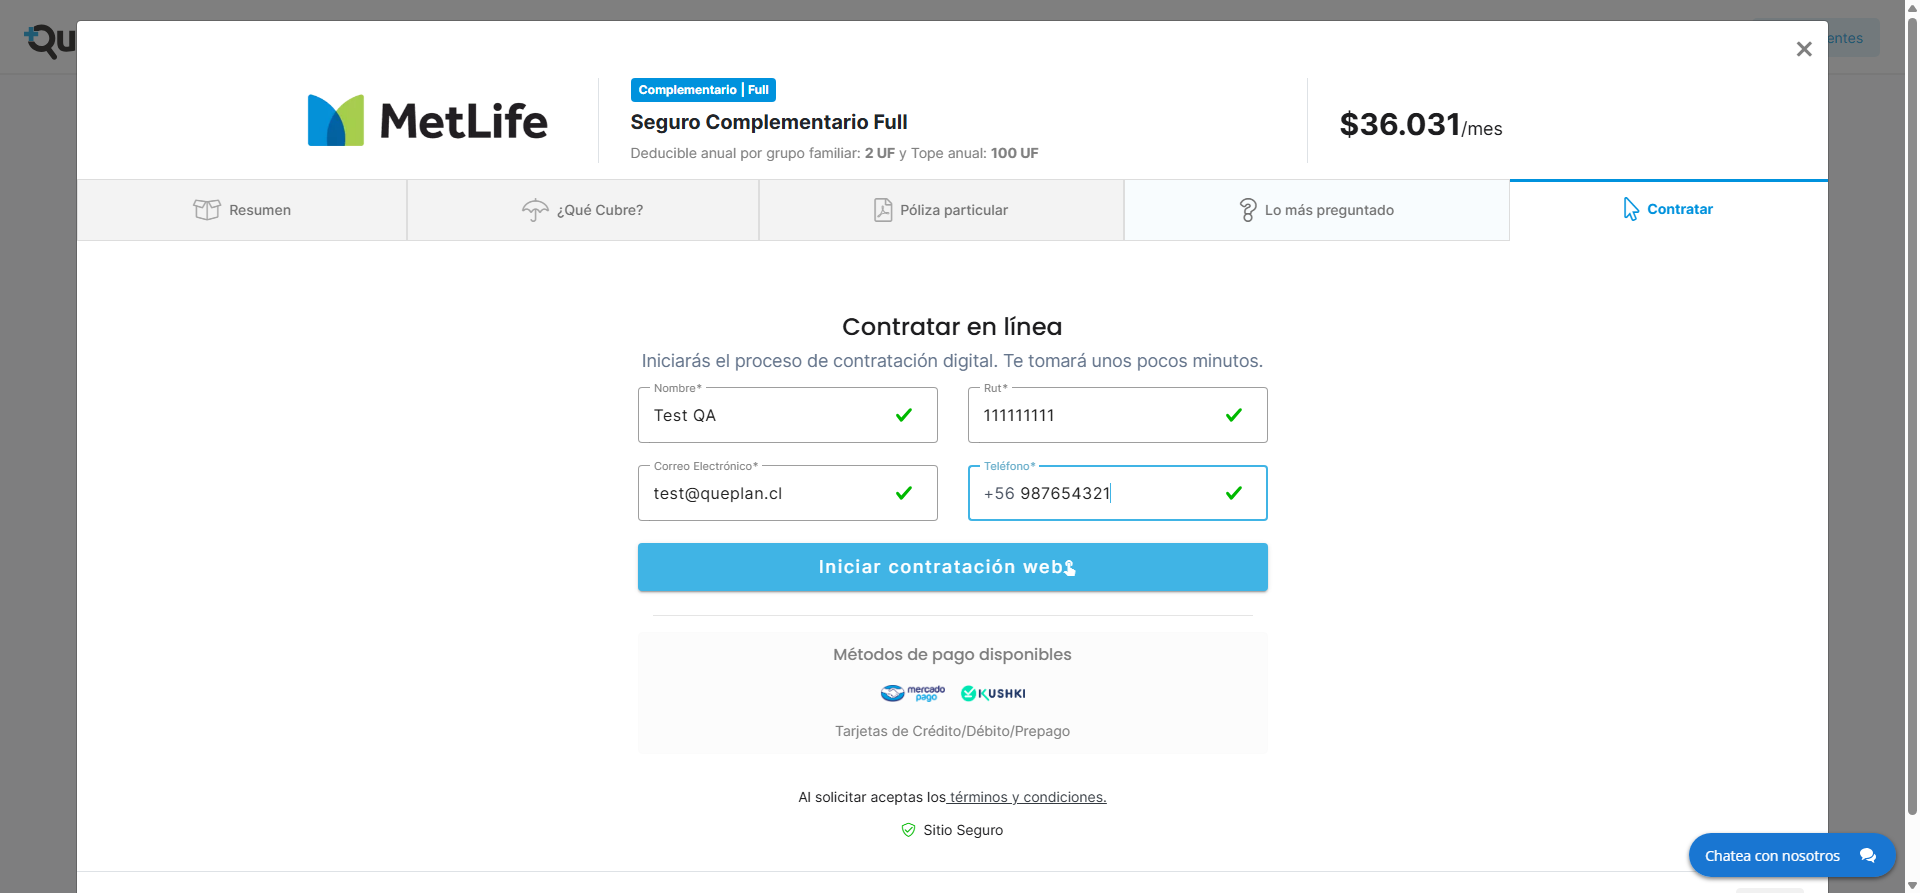 Qu
entes
MetLife
Complementario | Full
Seguro Complementario Full
Deducible anual por grupo familiar: 2 UF y Tope anual: 100 UF
$36.031/mes
Resumen
¿Qué Cubre?
Póliza particular
Lo más preguntado
Contratar
Contratar en línea
Iniciarás el proceso de contratación digital. Te tomará unos pocos minutos.
Nombre*
Test QA
Rut*
111111111
Correo Electrónico*
test@queplan.cl
Teléfono*
+56 987654321
Iniciar contratación web
Métodos de pago disponibles
mercado pago
KUSHKI
Tarjetas de Crédito/Débito/Prepago
Al solicitar aceptas los términos y condiciones.
Sitio Seguro
Chatea con nosotros